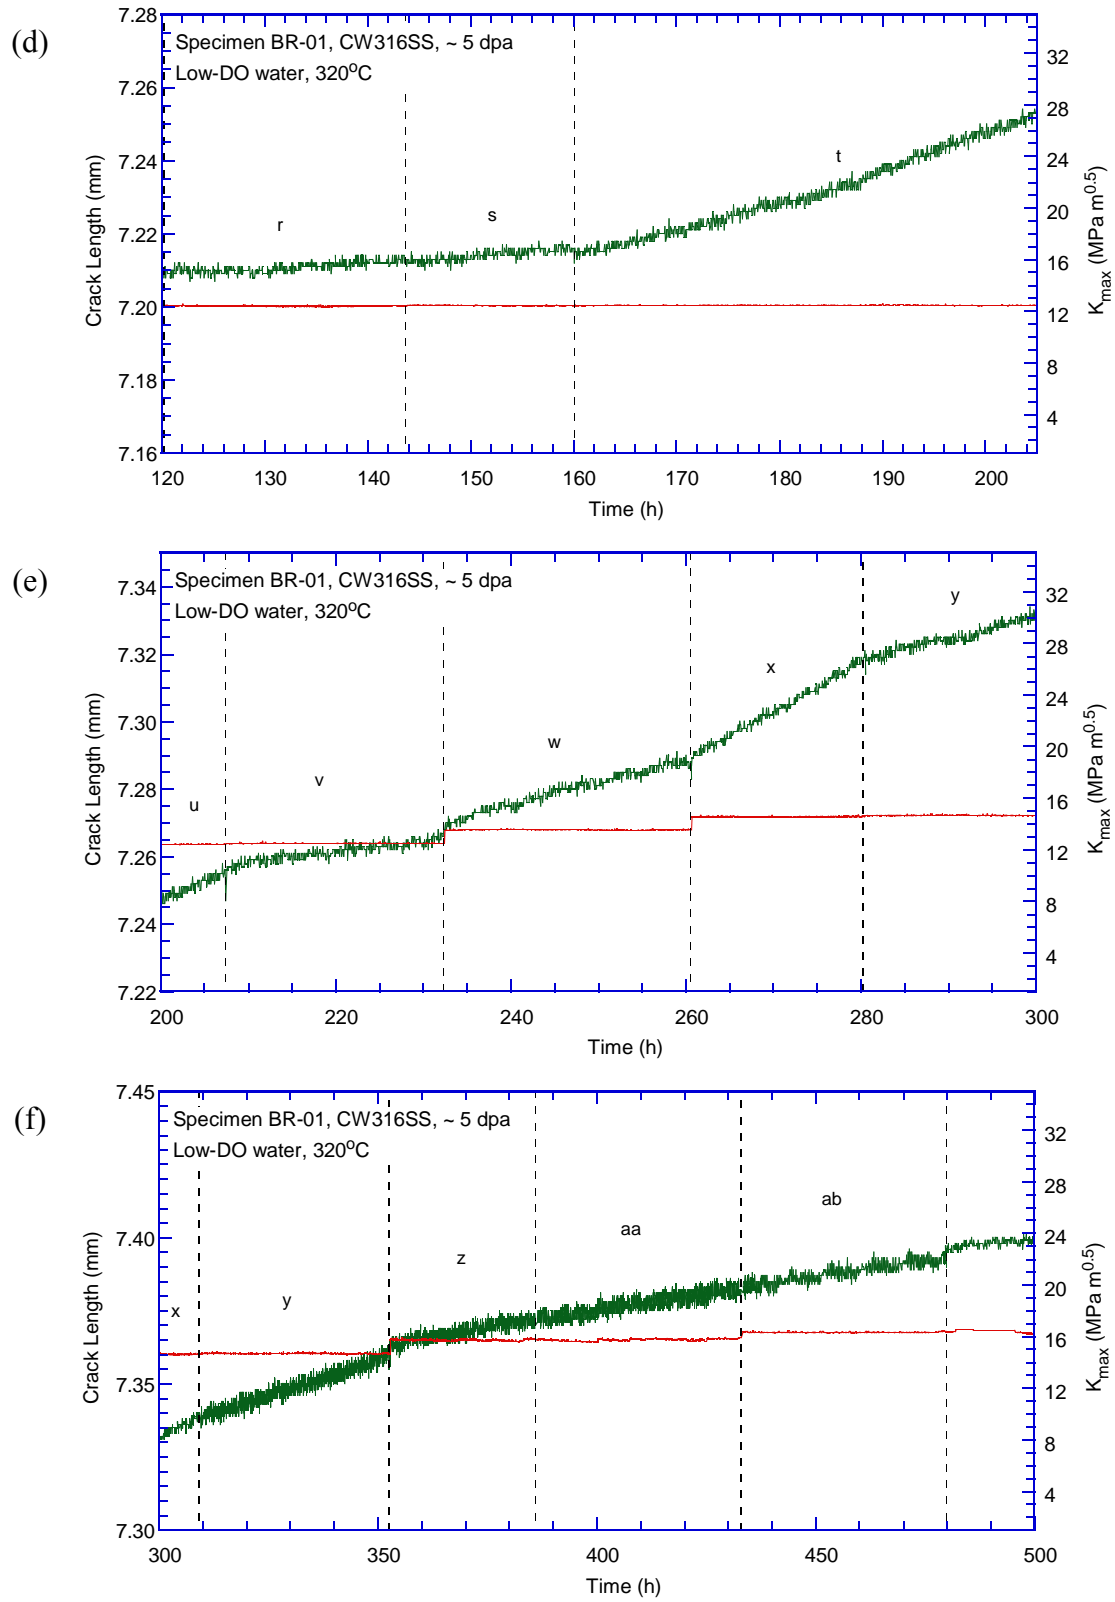 (d)
Specimen BR-01, CW316SS, ~ 5 dpa
Low-DO water, 320°C
r
s
t
7.28
7.26
7.24
7.22
7.20
7.18
7.16
Crack Length (mm)
32
28
24
20
16
12
8
4
Kmax (MPa m^0.5)
120 130 140 150 160 170 180 190 200
Time (h)
(e)
Specimen BR-01, CW316SS, ~ 5 dpa
Low-DO water, 320°C
u
v
w
x
y
7.34
7.32
7.30
7.28
7.26
7.24
7.22
Crack Length (mm)
32
28
24
20
16
12
8
4
Kmax (MPa m^0.5)
200 220 240 260 280 300
Time (h)
(f)
Specimen BR-01, CW316SS, ~ 5 dpa
Low-DO water, 320°C
x
y
z
aa
ab
7.45
7.40
7.35
7.30
Crack Length (mm)
32
28
24
20
16
12
8
4
Kmax (MPa m^0.5)
300 350 400 450 500
Time (h)